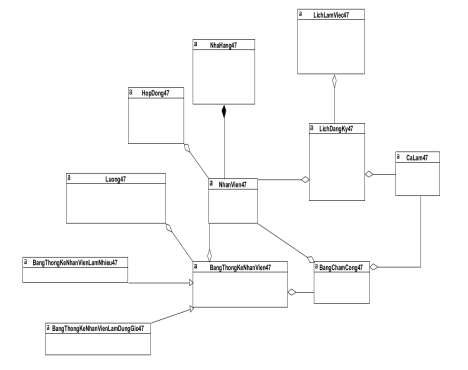 a LichLamViec47
a NhaHang47
a HopDong47
a LichDangKy47
a CaLam47
a Luong47
a NhanVien47
a BangThongKeNhanVienLamNhieu47
a BangThongKeNhanVien47
a BangChamCong47
a BangThongKeNhanVienLamDungGio47